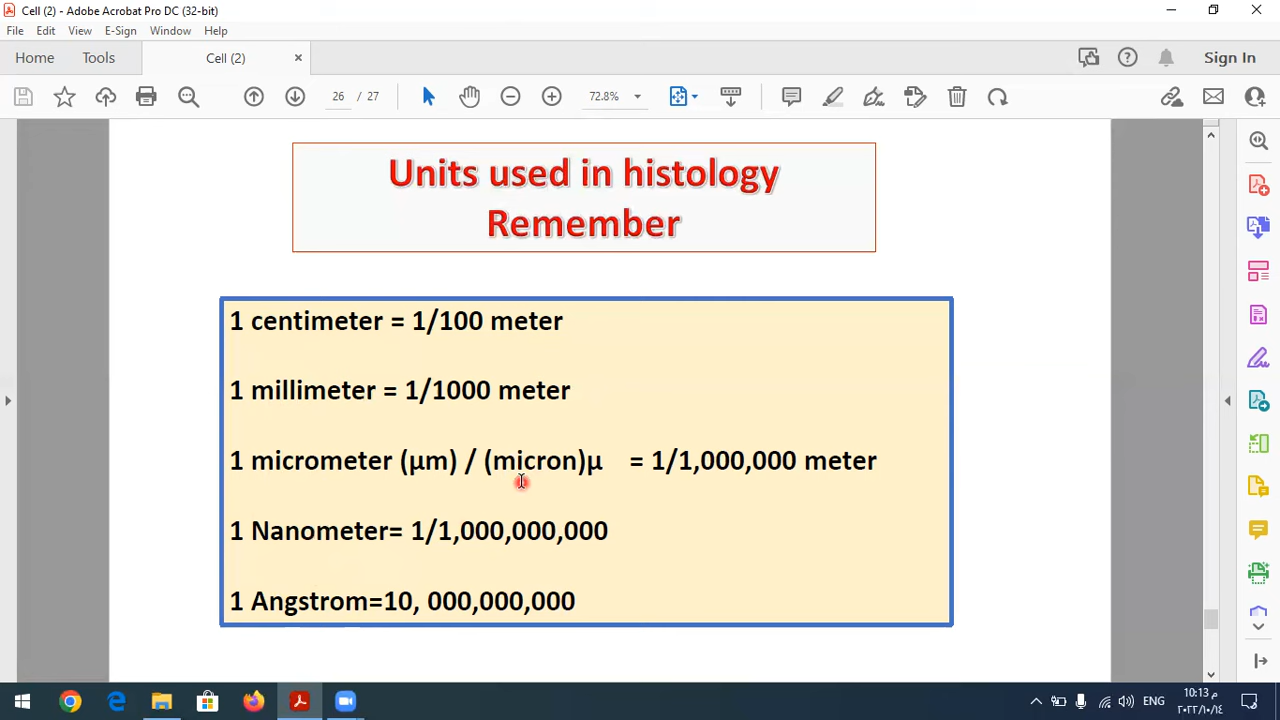 Cell (2) - Adobe Acrobat Pro DC (32-bit)
File Edit View E-Sign Window Help
Home Tools Cell (2) × Sign In
26 / 27 72.8%
Units used in histology
Remember
1 centimeter = 1/100 meter
1 millimeter = 1/1000 meter
1 micrometer (µm) / (micron)µ = 1/1,000,000 meter
1 Nanometer= 1/1,000,000,000
1 Angstrom=10, 000,000,000
ENG
10:13 م
٢٠٢٢/١٠/١٤